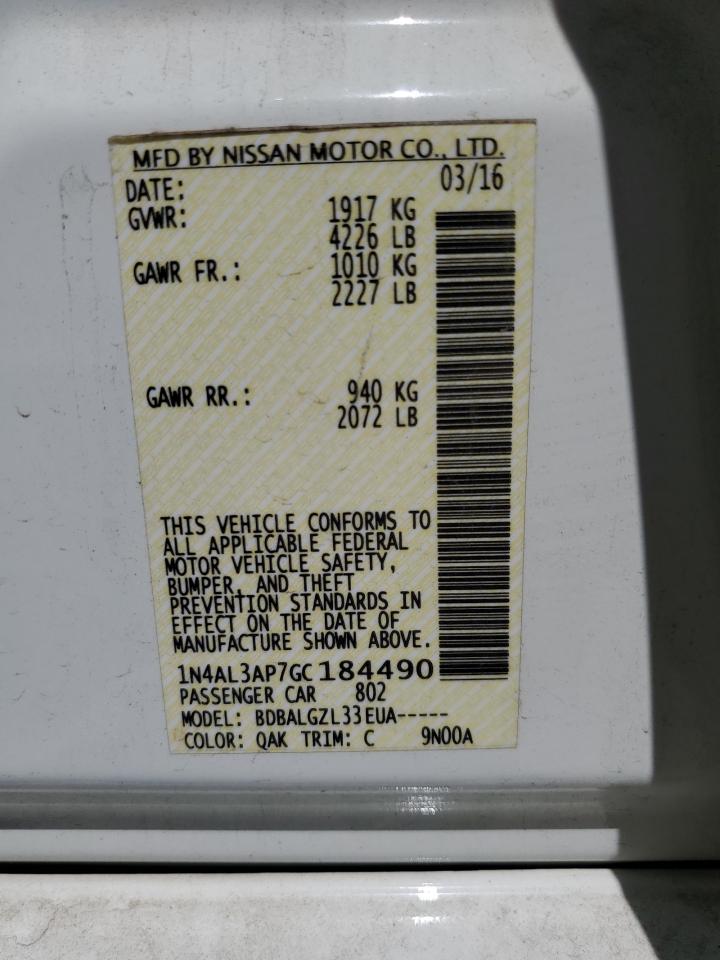 MFD BY NISSAN MOTOR CO., LTD.
DATE: 03/16
GVWR: 1917 KG
4226 LB
GAWR FR.: 1010 KG
2227 LB
GAWR RR.: 940 KG
2072 LB
THIS VEHICLE CONFORMS TO
ALL APPLICABLE FEDERAL
MOTOR VEHICLE SAFETY,
BUMPER, AND THEFT
PREVENTION STANDARDS IN
EFFECT ON THE DATE OF
MANUFACTURE SHOWN ABOVE.
1N4AL3AP7GC184490
PASSENGER CAR 802
MODEL: BDBALGZL33EUA-----
COLOR: QAK TRIM: C 9N00A